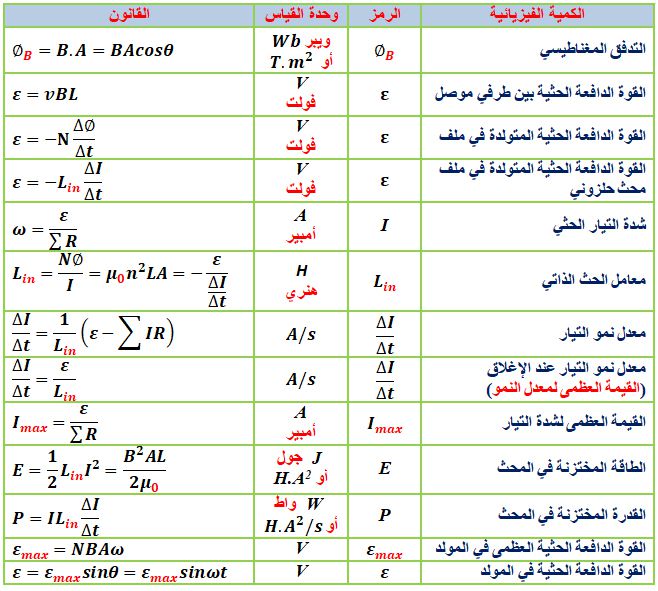 الكمية الفيزيائية الرمز وحدة القياس القانون
التدفق المغناطيسي ∅B ويبر Wb أو T.m² ∅B = B.A = BAcosθ
القوة الدافعة الحثية بين طرفي موصل ε V فولت ε = vBL
القوة الدافعة الحثية المتولدة في ملف ε V فولت ε = −N ΔØ/Δt
القوة الدافعة الحثية المتولدة في ملف محث حلزوني ε V فولت ε = −Lin ΔI/Δt
شدة التيار الحثي I A أمبير ω = ε/∑R
معامل الحث الذاتي Lin H هنري Lin = NØ/I = μ0n²LA = −ε/(ΔI/Δt)
معدل نمو التيار ΔI/Δt A/s ΔI/Δt = 1/Lin (ε − ∑IR)
معدل نمو التيار عند الإغلاق (القيمة العظمى لمعدل النمو) ΔI/Δt A/s ΔI/Δt = ε/Lin
القيمة العظمى لشدة التيار Imax A أمبير Imax = ε/∑R
الطاقة المختزنة في المحث E J جول أو H.A² E = 1/2 LinI² = B²AL/2μ0
القدرة المختزنة في المحث P W واط أو H.A²/s P = ILin ΔI/Δt
القوة الدافعة الحثية العظمى في المولد εmax V εmax = NBAω
القوة الدافعة الحثية في المولد ε V ε = εmaxsinθ = εmaxsinωt